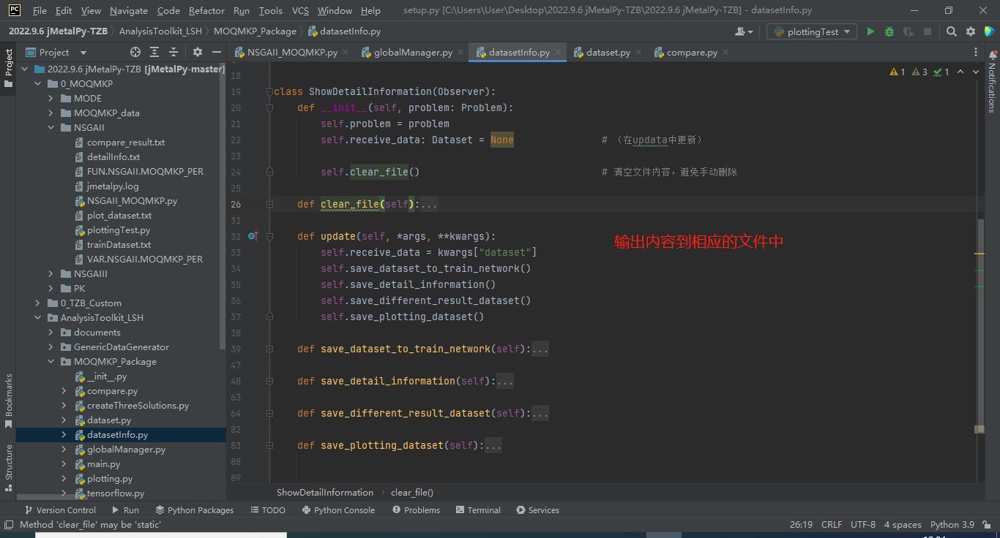 PC File Edit View Navigate Code Refactor Run Tools VCS Window Help setup.py [C:\Users\User\Desktop\2022.9.6 jMetalPy-TZB\2022.9.6 jMetalPy-TZB] - datasetInfo.py
2022.9.6 jMetalPy-TZB AnalysisToolkit_LSH MOQMKP_Package datasetInfo.py plottingTest
Project
Project
NSGAII_MOQMKP.py globalManager.py datasetInfo.py dataset.py compare.py
Notifications
2022.9.6 jMetalPy-TZB [jMetalPy-master]
0_MOQMKP
MODE
MOQMKP_data
NSGAII
compare_result.txt
detailInfo.txt
FUN.NSGAII.MOQMKP_PER
jmetalpy.log
NSGAII_MOQMKP.py
plot_dataset.txt
plottingTest.py
trainDataset.txt
VAR.NSGAII.MOQMKP_PER
NSGAIII
PK
0_TZB_Custom
AnalysisToolkit_LSH
documents
GenericDataGenerator
MOQMKP_Package
__init__.py
compare.py
createThreeSolutions.py
dataset.py
datasetInfo.py
globalManager.py
main.py
plotting.py
tensorflow.py
Bookmarks
Structure
1 3 1
18
19 class ShowDetailInformation(Observer):
20 def __init__(self, problem: Problem):
21 self.problem = problem
22 self.receive_data: Dataset = None # （在updata中更新）
23
24 self.clear_file() # 清空文件内容，避免手动删除
25
26 def clear_file(self):...
31
32 def update(self, *args, **kwargs):
输出内容到相应的文件中
33 self.receive_data = kwargs["dataset"]
34 self.save_dataset_to_train_network()
35 self.save_detail_information()
36 self.save_different_result_dataset()
37 self.save_plotting_dataset()
38
39 def save_dataset_to_train_network(self):...
47
48 def save_detail_information(self):...
63
64 def save_different_result_dataset(self):...
82
83 def save_plotting_dataset(self):...
88
89
ShowDetailInformation clear_file()
Version Control Run Python Packages TODO Python Console Problems Terminal Services
Method 'clear_file' may be 'static' 26:19 CRLF UTF-8 4 spaces Python 3.9